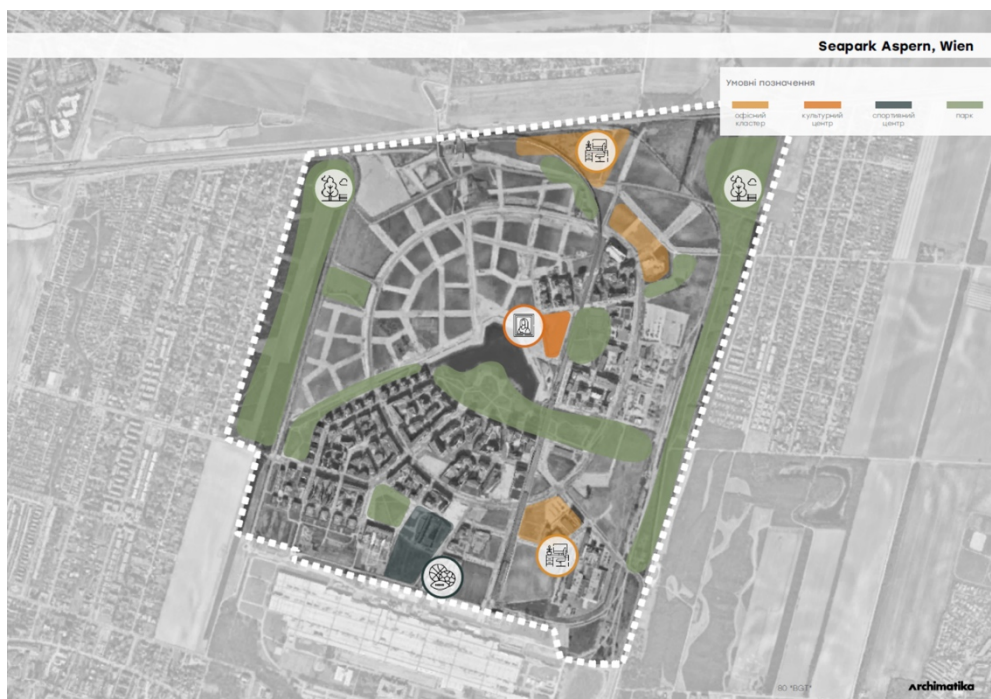 Seapark Aspern, Wien
Умовні позначення
офісний кластер
культурний центр
спортивний центр
парк
Archimatika